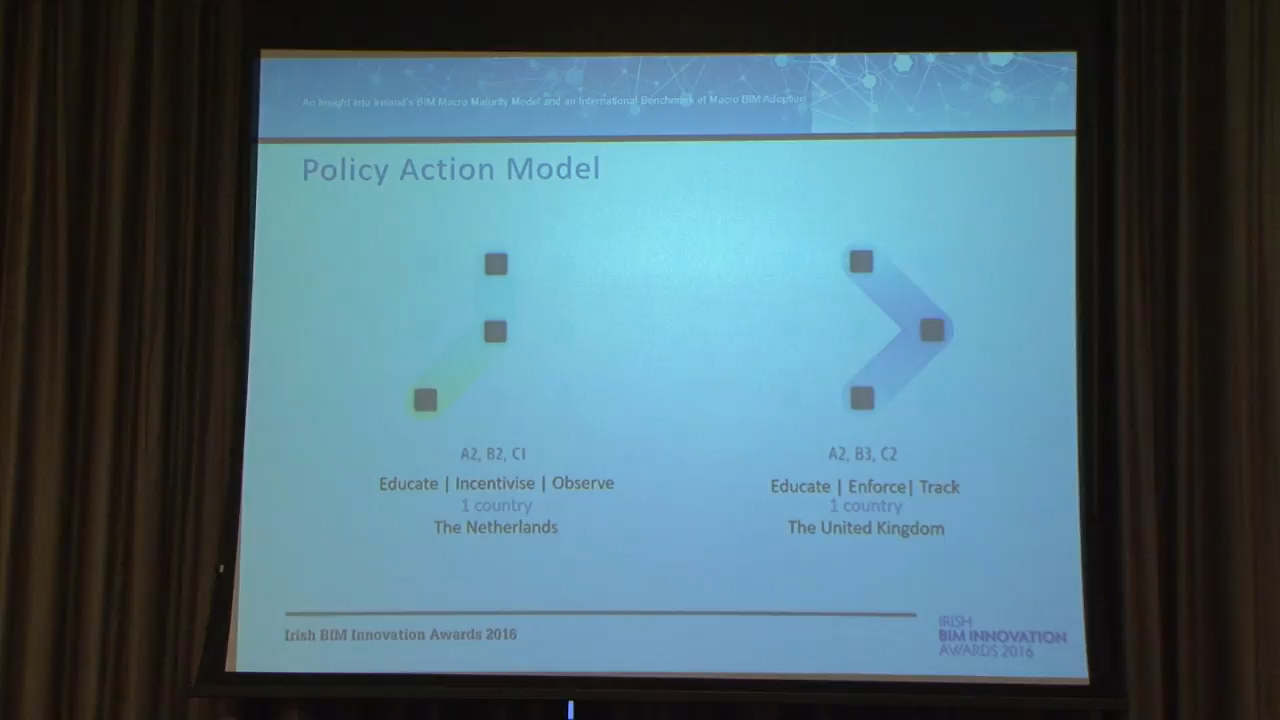 An Insight into Ireland's BIM Macro Maturity Model and an International Benchmark of Macro BIM Adoption
Policy Action Model
A2, B2, C1
Educate | Incentivise | Observe
1 country
The Netherlands
A2, B3, C2
Educate | Enforce| Track
1 country
The United Kingdom
Irish BIM Innovation Awards 2016
IRISH
BIM INNOVATION
AWARDS 2016